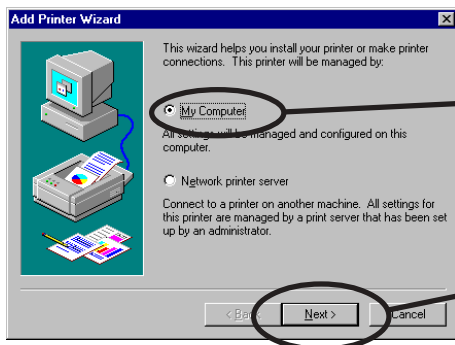 Add Printer Wizard
This wizard helps you install your printer or make printer
connections. This printer will be managed by:
My Computer
All settings will be managed and configured on this
computer.
Network printer server
Connect to a printer on another machine. All settings for
this printer are managed by a print server that has been set
up by an administrator.
< Back
Next >
Cancel